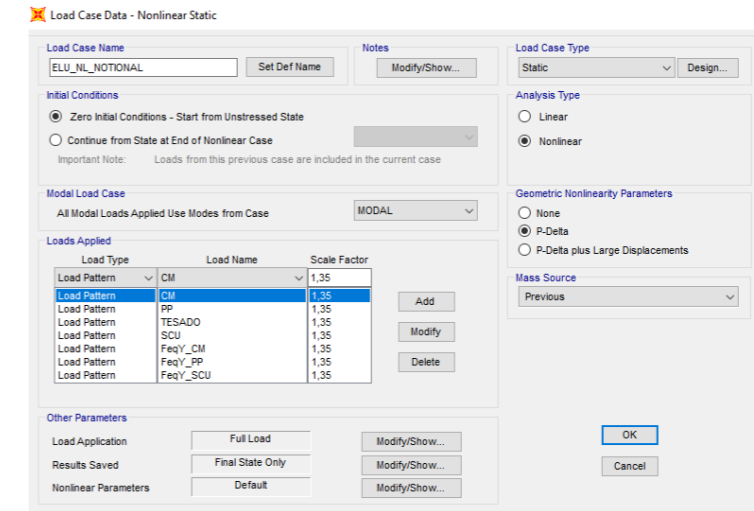 Load Case Data - Nonlinear Static
Load Case Name
ELU_NL_NOTIONAL
Set Def Name
Notes
Modify/Show...
Load Case Type
Static
Design...
Initial Conditions
Zero Initial Conditions - Start from Unstressed State
Continue from State at End of Nonlinear Case
Important Note: Loads from this previous case are included in the current case
Analysis Type
Linear
Nonlinear
Modal Load Case
All Modal Loads Applied Use Modes from Case
MODAL
Geometric Nonlinearity Parameters
None
P-Delta
P-Delta plus Large Displacements
Loads Applied
Load Type Load Name Scale Factor
Load Pattern CM 1,35
Load Pattern CM 1,35
Load Pattern PP 1,35
Load Pattern TESADO 1,35
Load Pattern SCU 1,35
Load Pattern FeqY_CM 1,35
Load Pattern FeqY_PP 1,35
Load Pattern FeqY_SCU 1,35
Add
Modify
Delete
Mass Source
Previous
Other Parameters
Load Application Full Load Modify/Show...
Results Saved Final State Only Modify/Show...
Nonlinear Parameters Default Modify/Show...
OK
Cancel